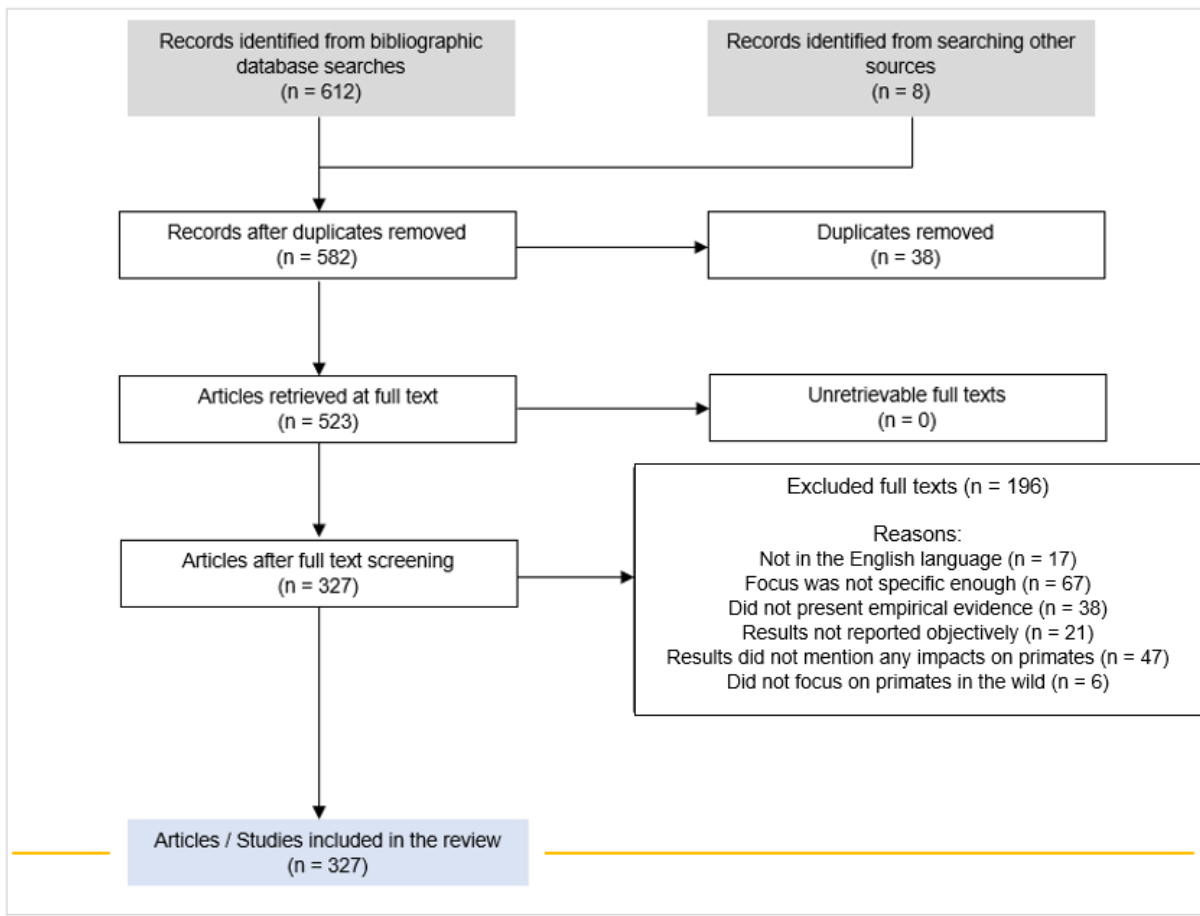 Records identified from bibliographic
database searches
(n = 612)
Records identified from searching other
sources
(n = 8)
Records after duplicates removed
(n = 582)
Duplicates removed
(n = 38)
Articles retrieved at full text
(n = 523)
Unretrievable full texts
(n = 0)
Articles after full text screening
(n = 327)
Excluded full texts (n = 196)
Reasons:
Not in the English language (n = 17)
Focus was not specific enough (n = 67)
Did not present empirical evidence (n = 38)
Results not reported objectively (n = 21)
Results did not mention any impacts on primates (n = 47)
Did not focus on primates in the wild (n = 6)
Articles / Studies included in the review
(n = 327)